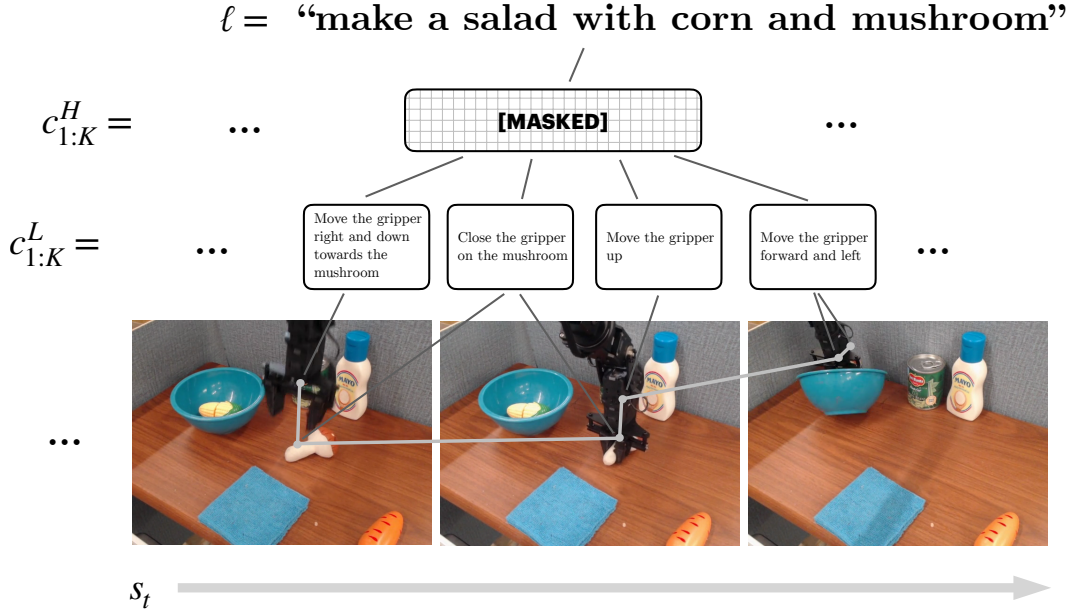 ℓ = “make a salad with corn and mushroom”
c^H_{1:K} = ... [MASKED] ...
c^L_{1:K} = ... Move the gripper right and down towards the mushroom
Close the gripper on the mushroom
Move the gripper up
Move the gripper forward and left
...
...
MAYO
MAYO
MAYO
s_t